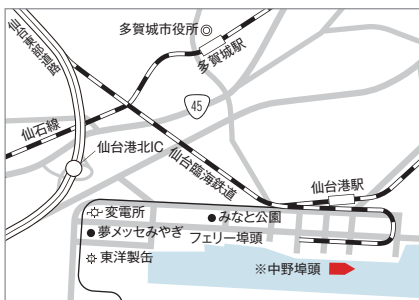 多賀城市役所
多賀城駅
仙台東部道路
45
仙石線
仙台港北IC
仙台臨海鉄道
仙台港駅
変電所
みなと公園
夢メッセみやぎ
フェリー埠頭
東洋製缶
※中野埠頭